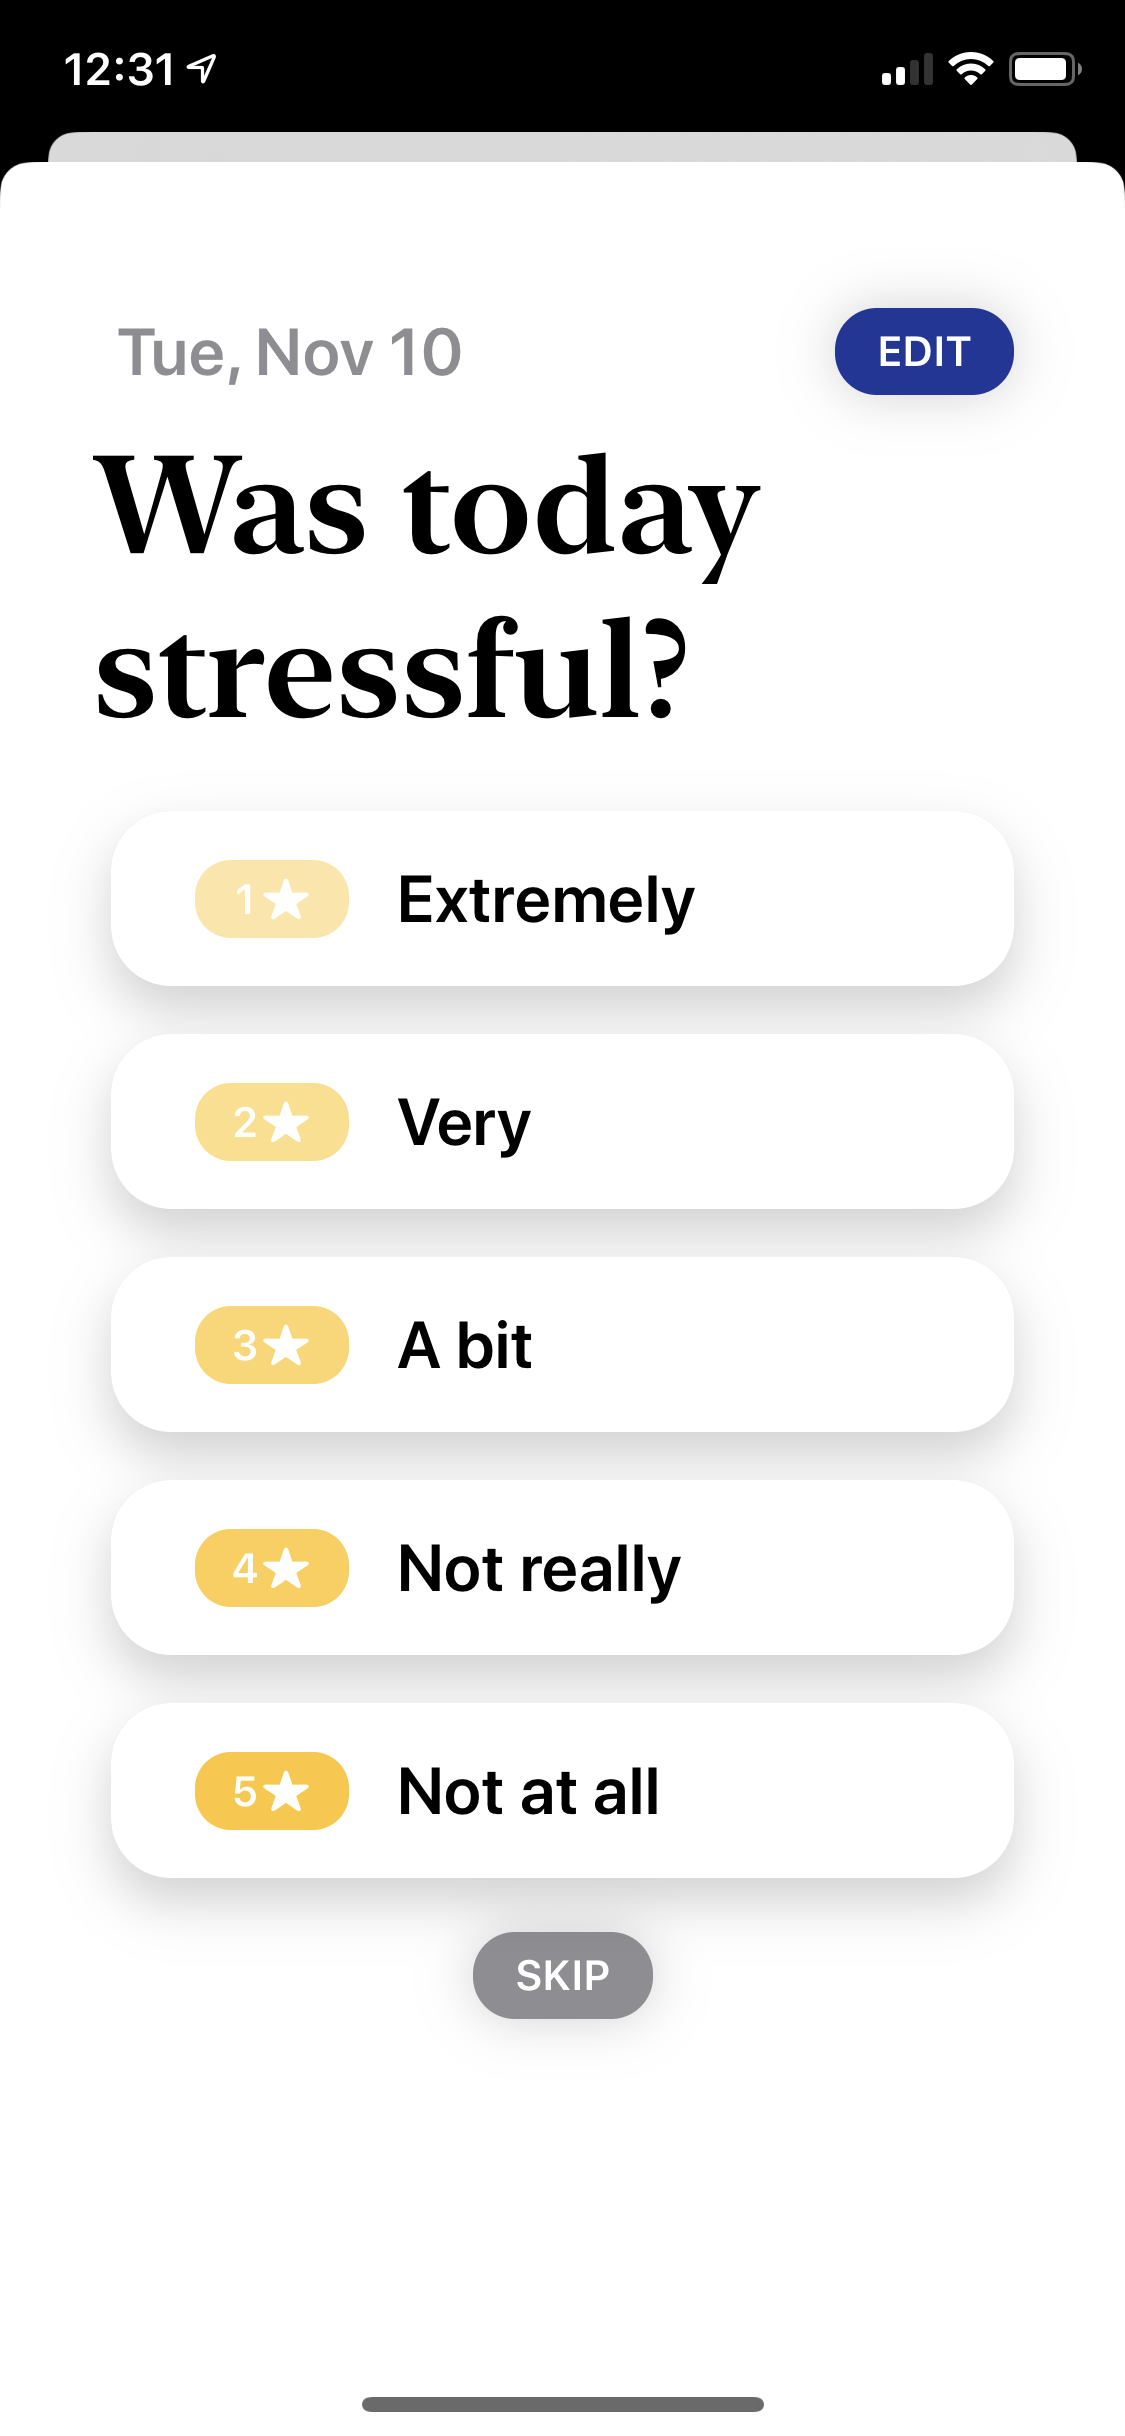 12:31
Tue, Nov 10
EDIT
Was today
stressful?
1 Extremely
2 Very
3 A bit
4 Not really
5 Not at all
SKIP